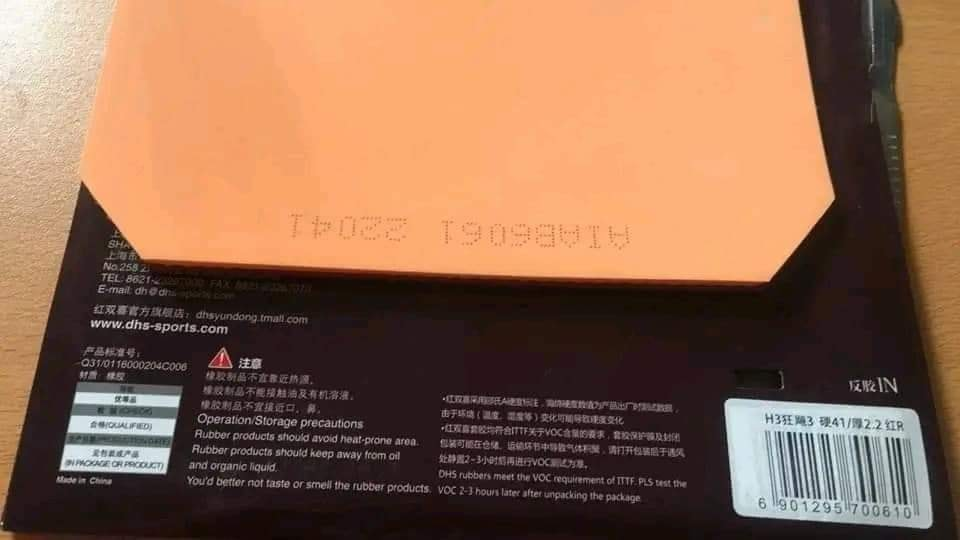 AIAB6061 22041
上海市
No.258
TEL: 8621-
E-mail: dh@dhs-sports.com
红双喜官方旗舰店：dhsyundong.tmall.com
www.dhs-sports.com
产品标准号：
-Q31/0116000204C006
材质：橡胶
优等品
合格(QUALIFIED)
见包装或产品
(IN PACKAGE OR PRODUCT)
Made in China
注意
橡胶制品不宜靠近热源。
橡胶制品不能接触油及有机溶液。
橡胶制品不宜接近口、鼻。
Operation/Storage precautions
Rubber products should avoid heat-prone area.
Rubber products should keep away from oil
and organic liquid.
You'd better not taste or smell the rubber products.
由于环境（温度、湿度等）变化可能导致硬度变化
•红双喜套胶均符合ITTF关于VOC含量的要求，套胶保护膜及封闭
包装可能在仓储、运输环节中导致气体积聚，请打开包装后于通风
处静置2-3小时后再进行VOC测试为准。
DHS rubbers meet the VOC requirement of ITTF. PLS test the
VOC 2-3 hours later after unpacking the package.
反胶IN
H3狂飚3 硬41/厚2.2 红R
6 901295 700610